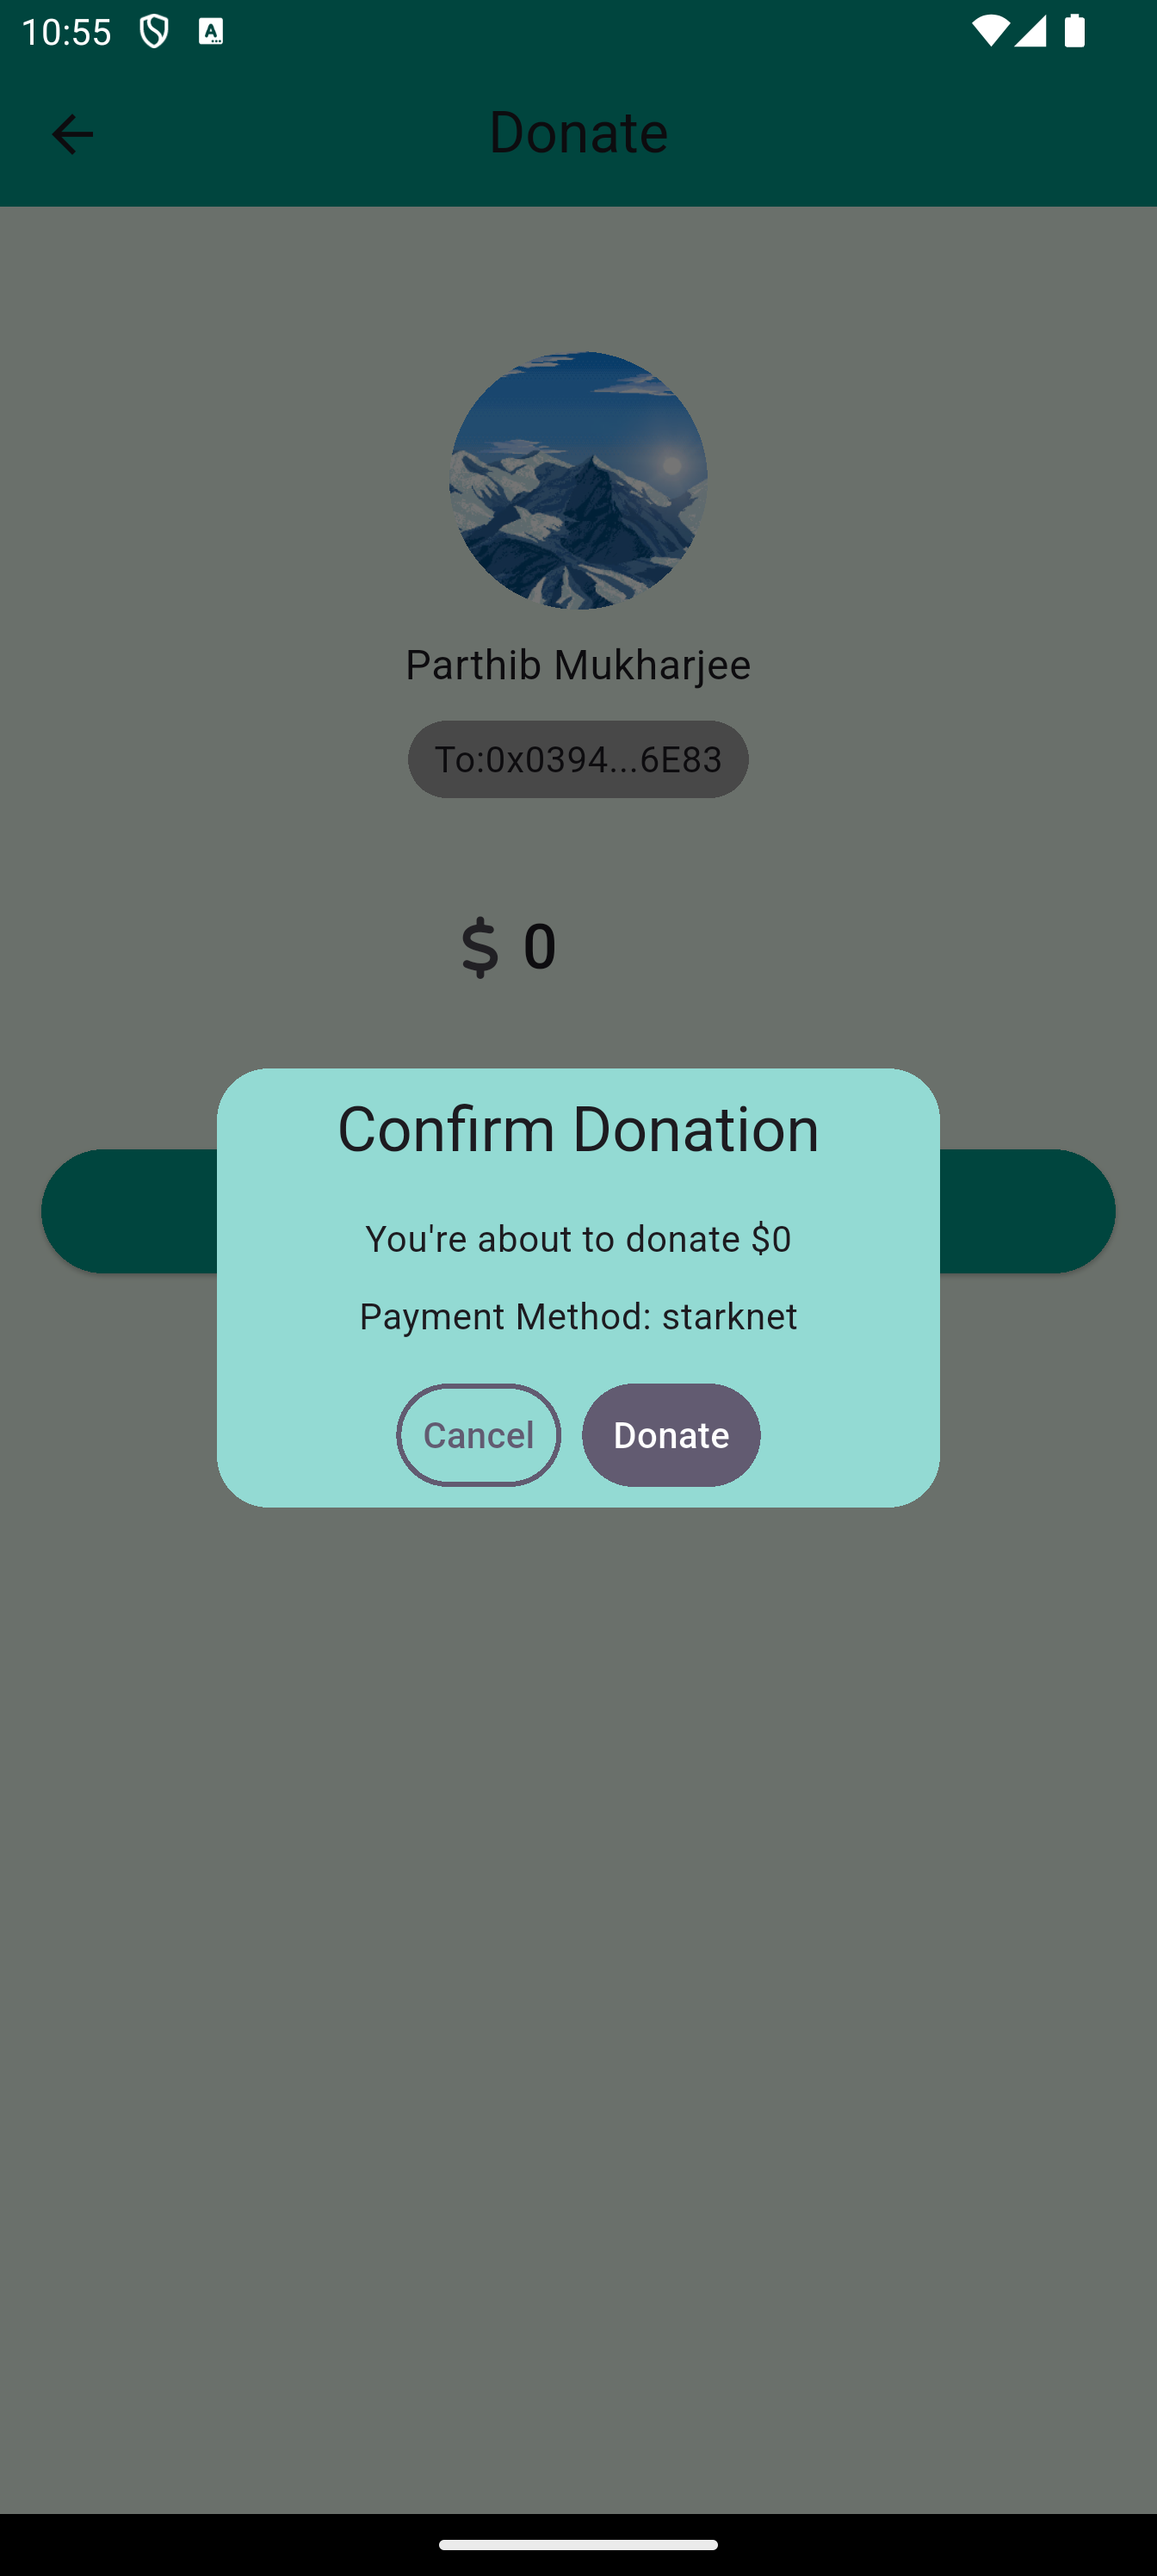 10:55
Donate
Parthib Mukharjee
To:0x0394...6E83
$ 0
Confirm Donation
You're about to donate $0
Payment Method: starknet
Cancel Donate